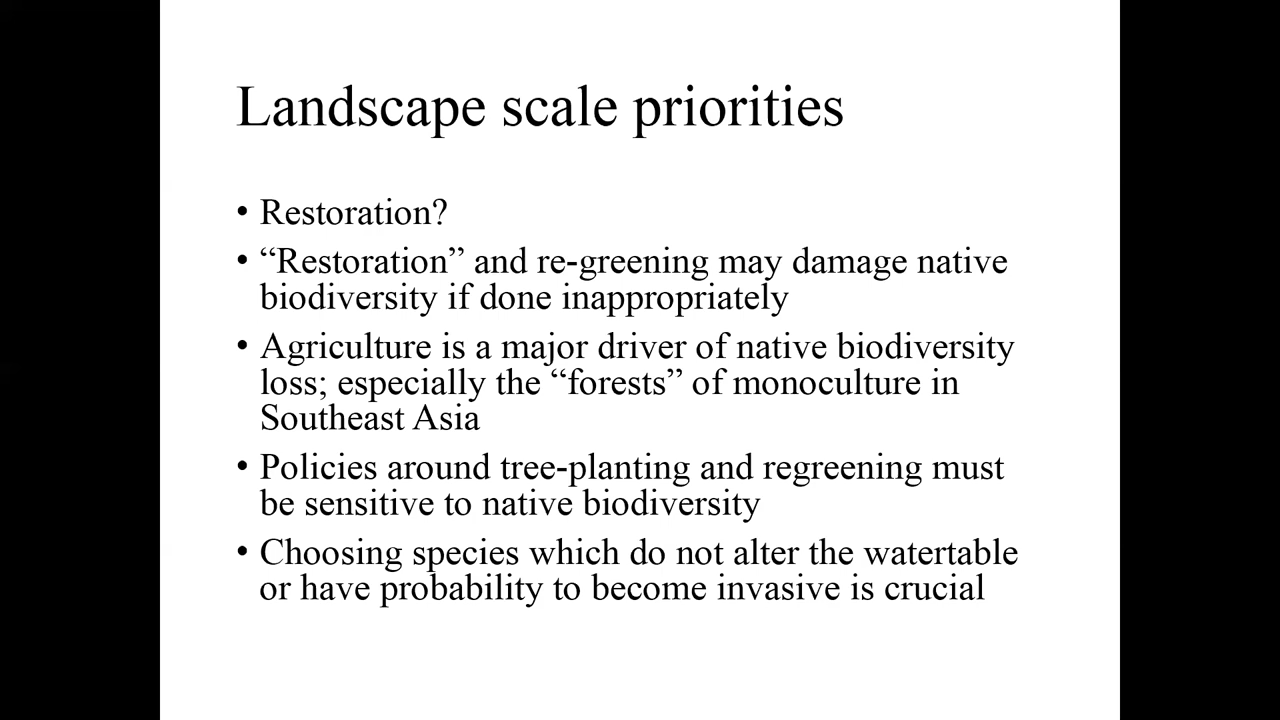 Landscape scale priorities
• Restoration?
• “Restoration” and re-greening may damage native
biodiversity if done inappropriately
• Agriculture is a major driver of native biodiversity
loss; especially the “forests” of monoculture in
Southeast Asia
• Policies around tree-planting and regreening must
be sensitive to native biodiversity
• Choosing species which do not alter the watertable
or have probability to become invasive is crucial